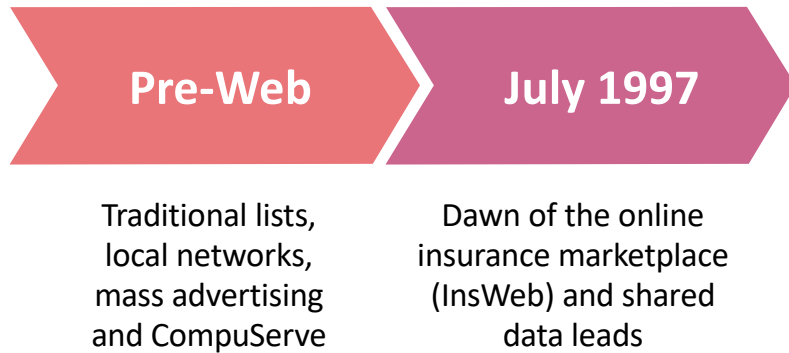 Pre-Web
July 1997
Traditional lists,
local networks,
mass advertising
and CompuServe
Dawn of the online
insurance marketplace
(InsWeb) and shared
data leads